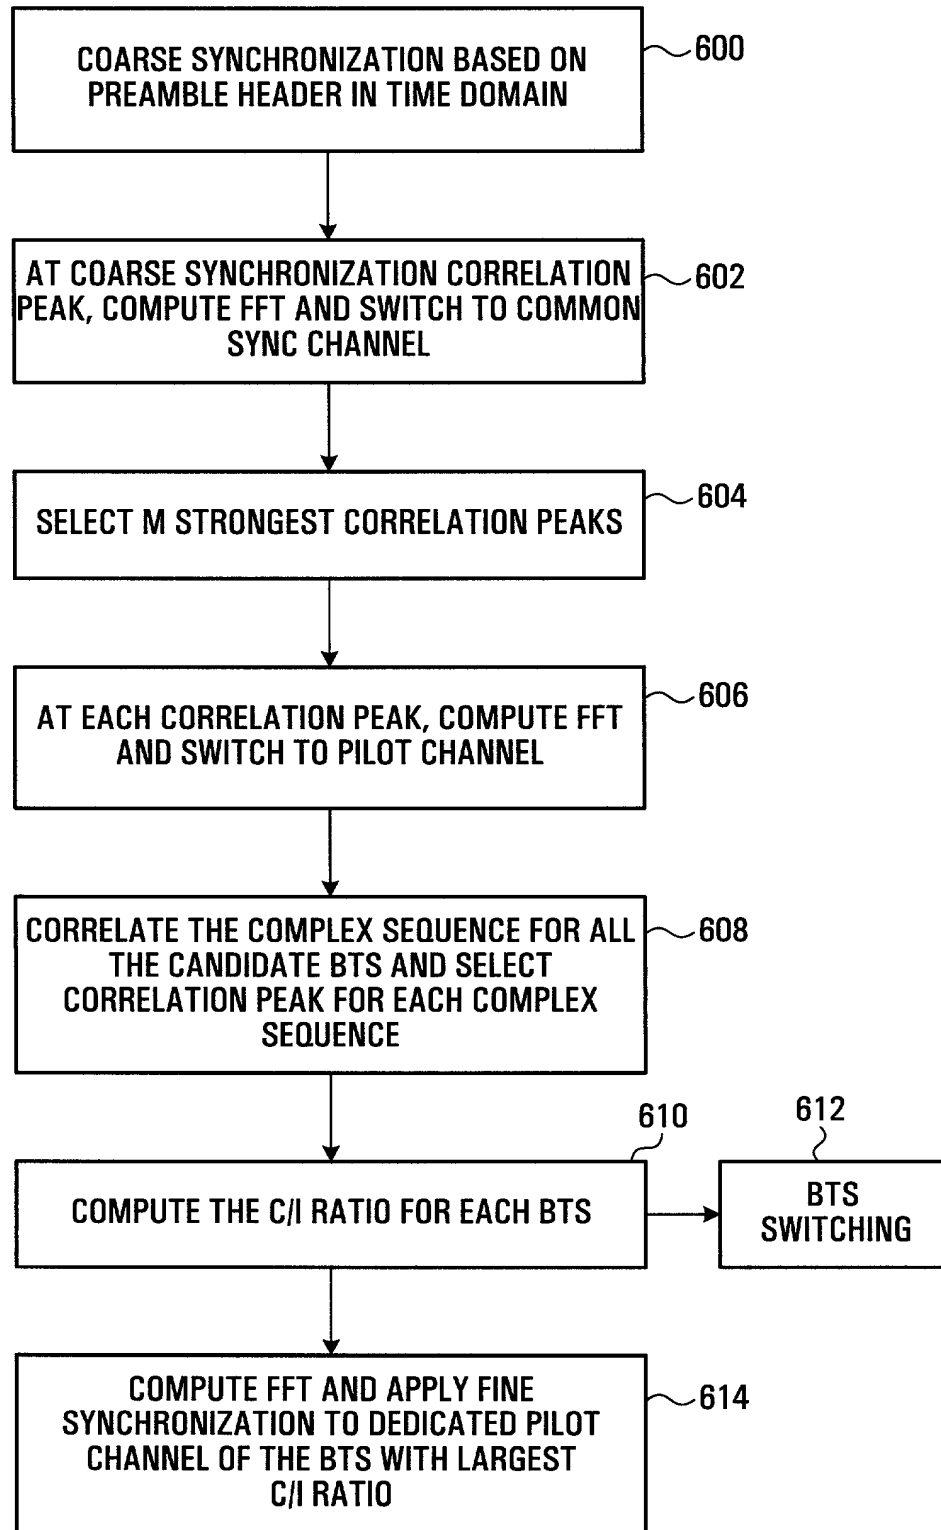 COARSE SYNCHRONIZATION BASED ON
PREAMBLE HEADER IN TIME DOMAIN
600
AT COARSE SYNCHRONIZATION CORRELATION
PEAK, COMPUTE FFT AND SWITCH TO COMMON
SYNC CHANNEL
602
SELECT M STRONGEST CORRELATION PEAKS
604
AT EACH CORRELATION PEAK, COMPUTE FFT
AND SWITCH TO PILOT CHANNEL
606
CORRELATE THE COMPLEX SEQUENCE FOR ALL
THE CANDIDATE BTS AND SELECT
CORRELATION PEAK FOR EACH COMPLEX
SEQUENCE
608
COMPUTE THE C/I RATIO FOR EACH BTS
610
612
BTS
SWITCHING
COMPUTE FFT AND APPLY FINE
SYNCHRONIZATION TO DEDICATED PILOT
CHANNEL OF THE BTS WITH LARGEST
C/I RATIO
614